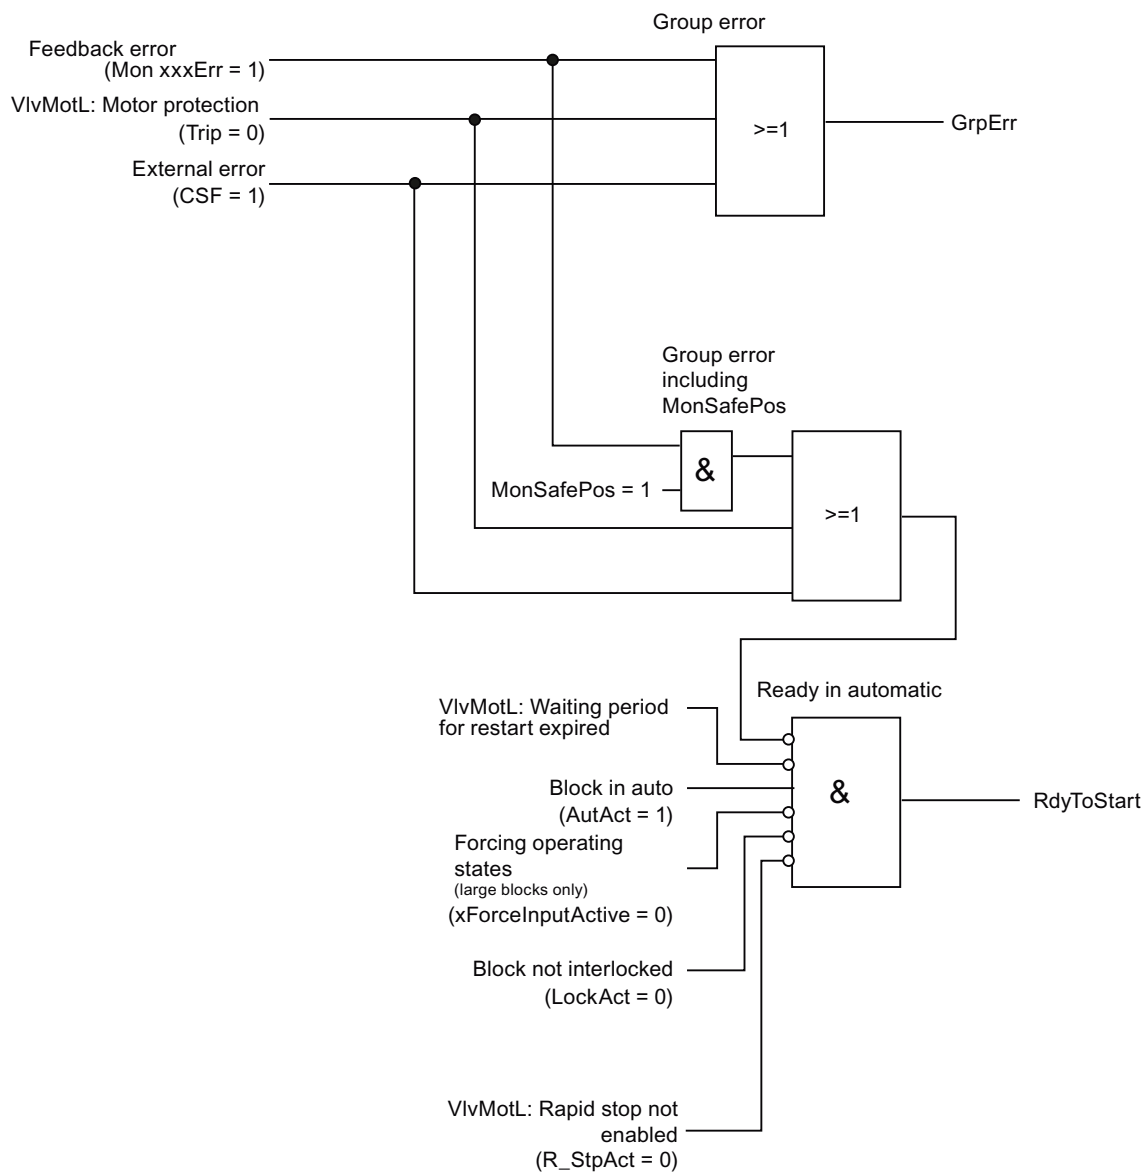 Group error
Feedback error
(Mon xxxErr = 1)
VlvMotL: Motor protection
(Trip = 0)
External error
(CSF = 1)
>=1
GrpErr
Group error
including
MonSafePos
&
MonSafePos = 1
>=1
Ready in automatic
VlvMotL: Waiting period
for restart expired
Block in auto
(AutAct = 1)
&
RdyToStart
Forcing operating
states
(large blocks only)
(xForceInputActive = 0)
Block not interlocked
(LockAct = 0)
VlvMotL: Rapid stop not
enabled
(R_StpAct = 0)